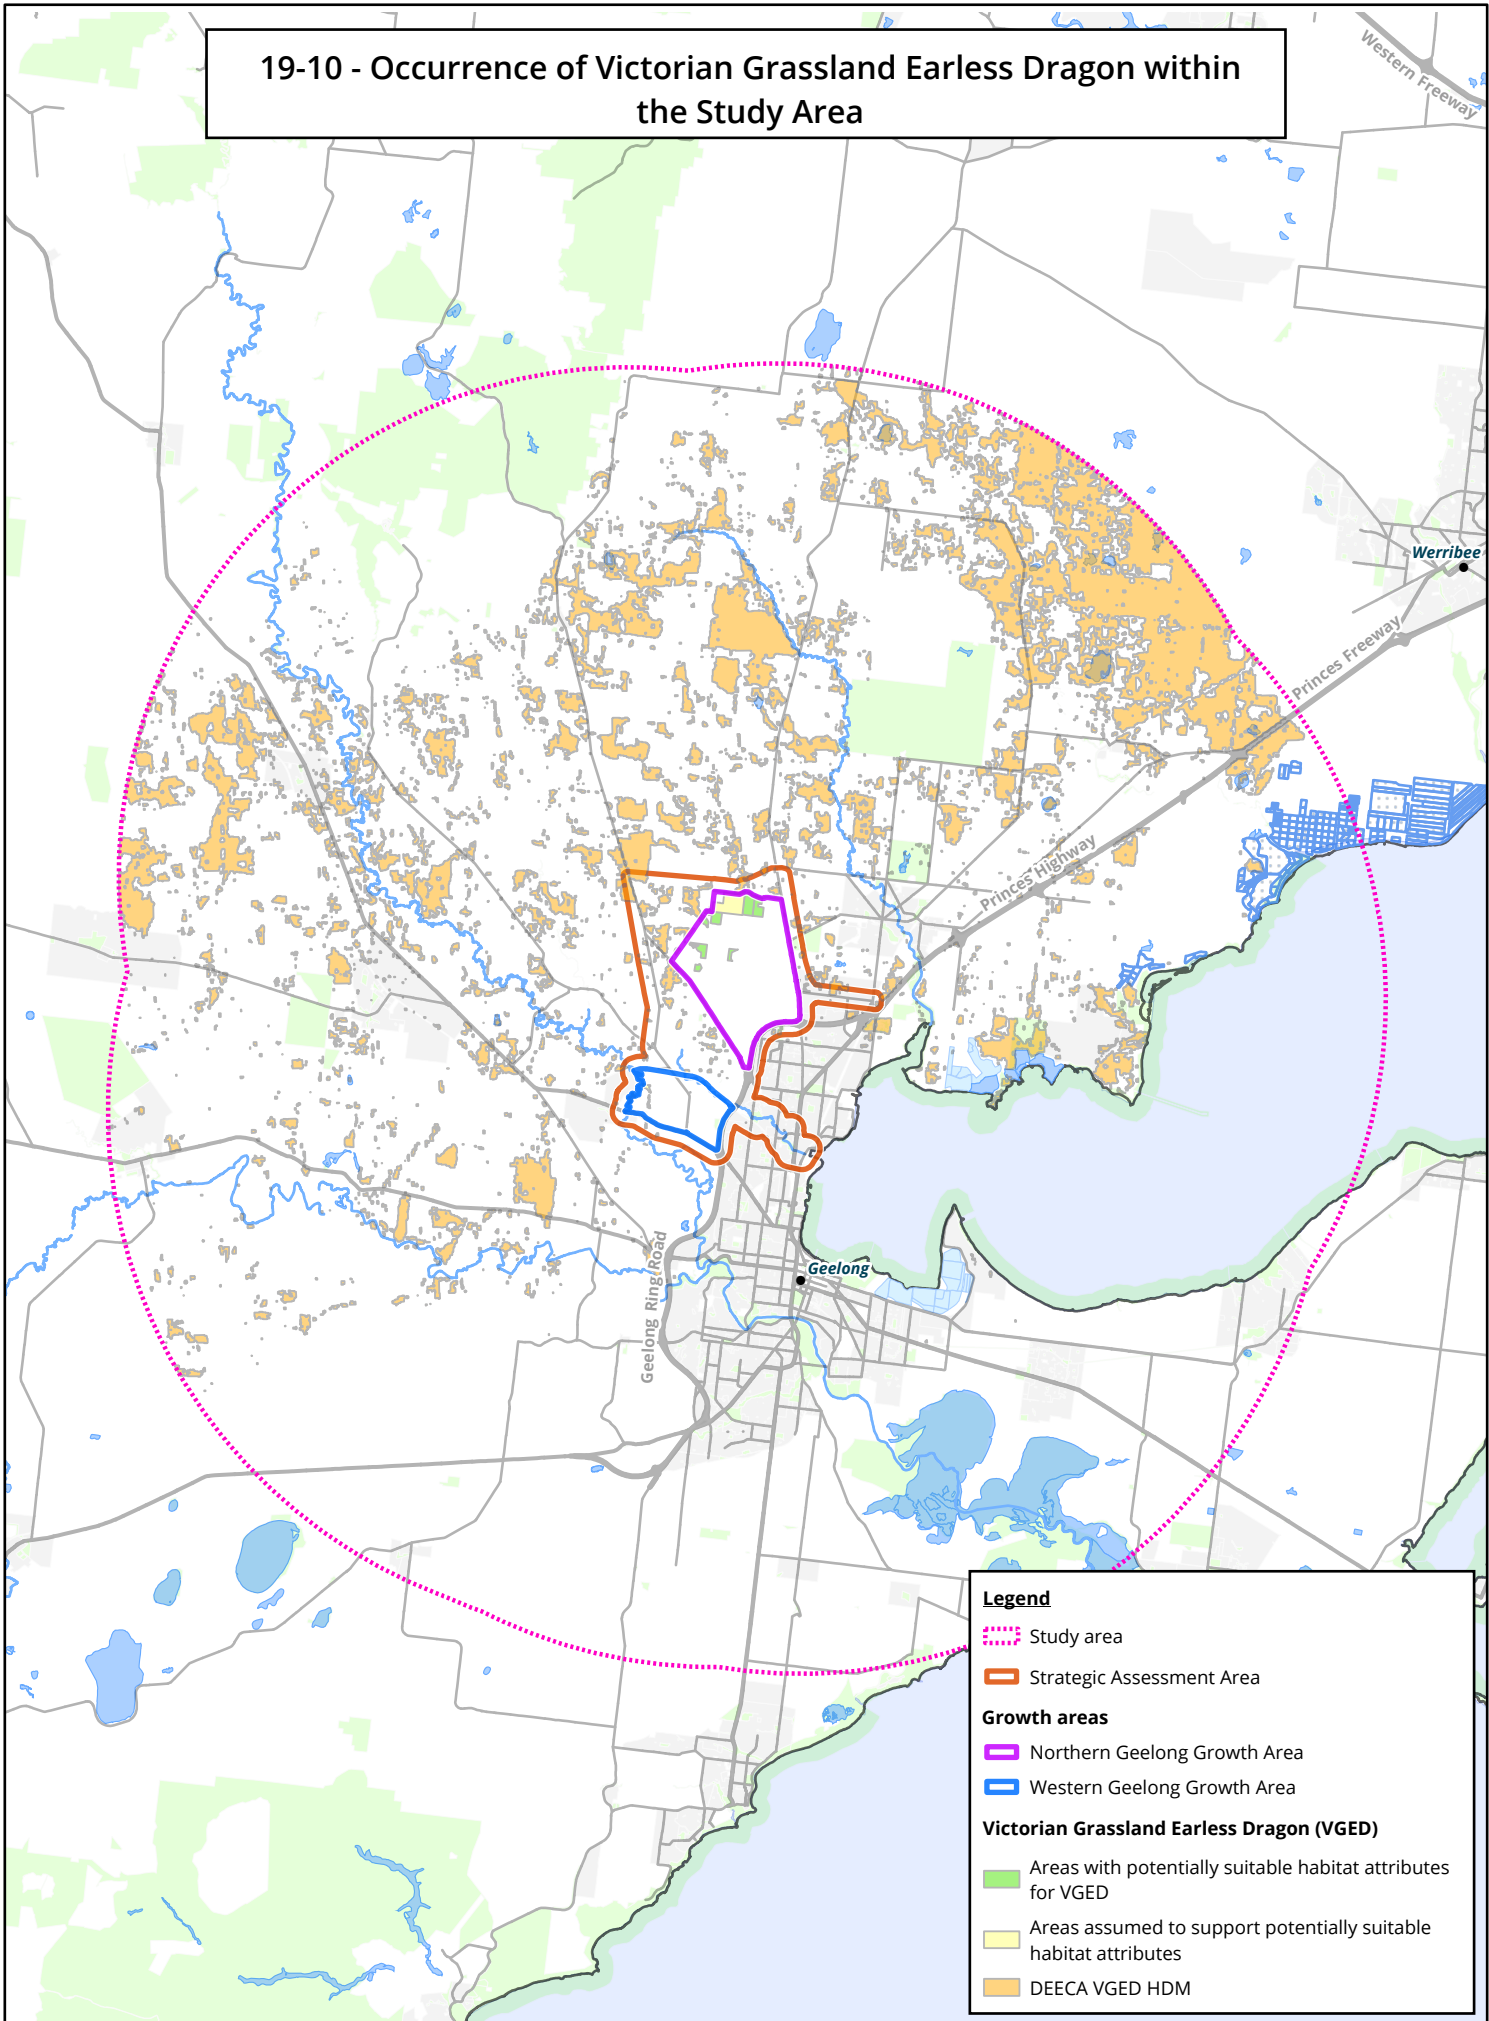 19-10 - Occurrence of Victorian Grassland Earless Dragon within
the Study Area
Western Freeway
Werribee
Princes Freeway
Princes Highway
Geelong
Geelong Ring Road
Legend
Study area
Strategic Assessment Area
Growth areas
Northern Geelong Growth Area
Western Geelong Growth Area
Victorian Grassland Earless Dragon (VGED)
Areas with potentially suitable habitat attributes
for VGED
Areas assumed to support potentially suitable
habitat attributes
DEECA VGED HDM